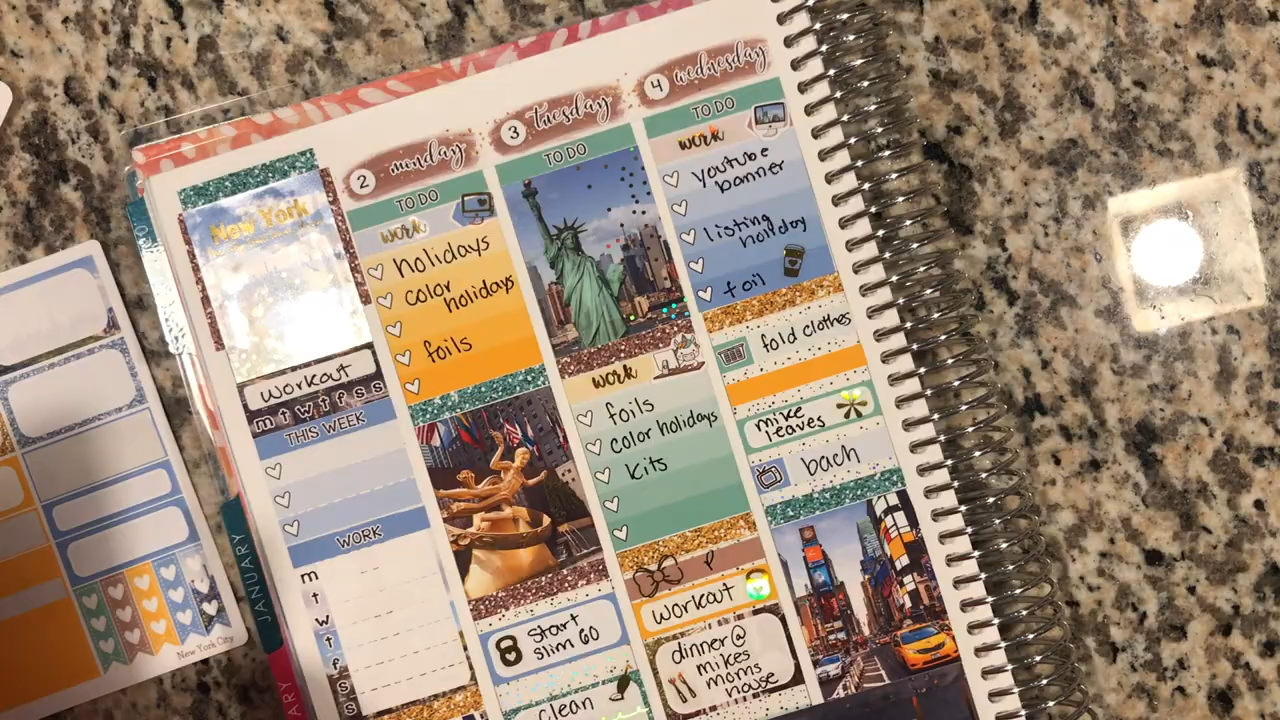 New York
Workout
m t w t f s s
THIS WEEK
WORK
m
t
w
t
f
s
s
2 monday
TO DO
work
holidays
color
holidays
foils
start
slim 60
clean
3 tuesday
TO DO
work
foils
color holidays
kits
P
workout
dinner@
mikes
moms
house
4 wednesday
TO DO
work
youtube
banner
listing
holiday
foil
fold clothes
mike
leaves
bach
JANUARY
ARY
New York City